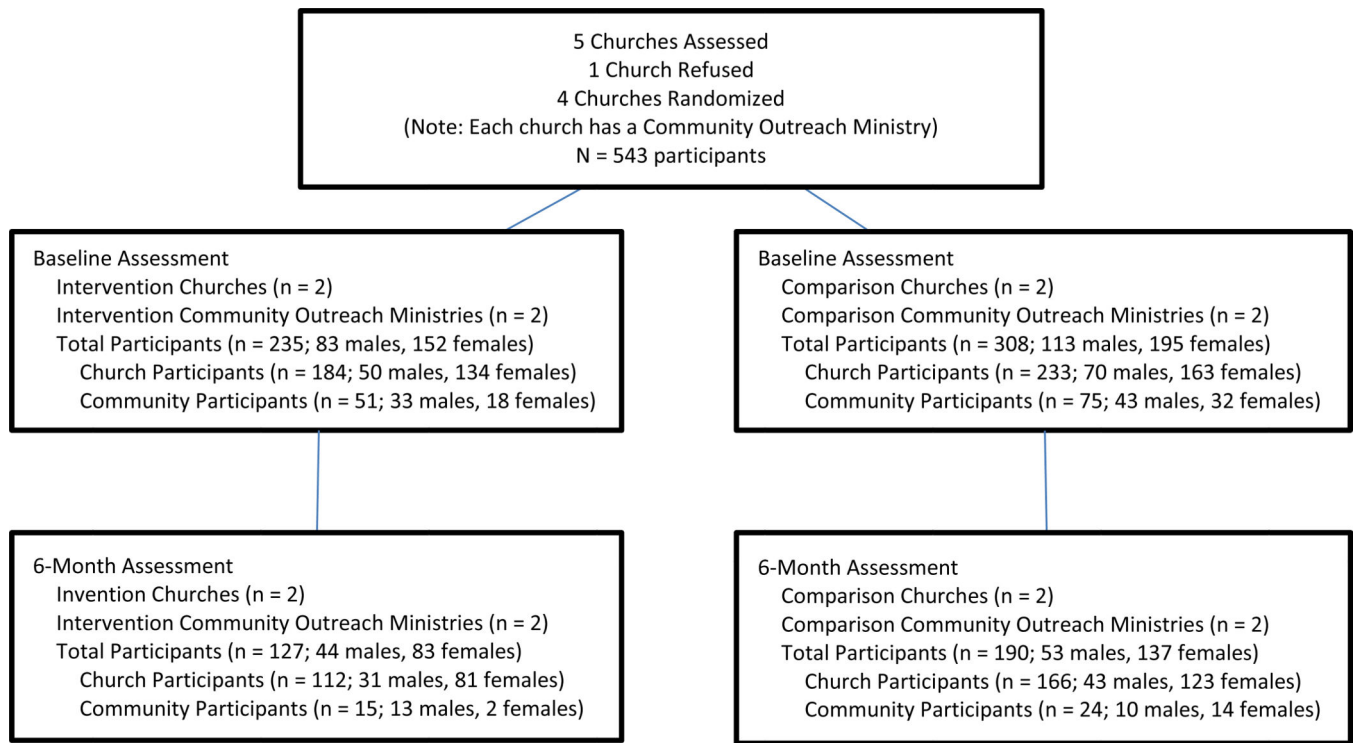 5 Churches Assessed
1 Church Refused
4 Churches Randomized
(Note: Each church has a Community Outreach Ministry)
N = 543 participants
Baseline Assessment
Intervention Churches (n = 2)
Intervention Community Outreach Ministries (n = 2)
Total Participants (n = 235; 83 males, 152 females)
Church Participants (n = 184; 50 males, 134 females)
Community Participants (n = 51; 33 males, 18 females)
Baseline Assessment
Comparison Churches (n = 2)
Comparison Community Outreach Ministries (n = 2)
Total Participants (n = 308; 113 males, 195 females)
Church Participants (n = 233; 70 males, 163 females)
Community Participants (n = 75; 43 males, 32 females)
6-Month Assessment
Invention Churches (n = 2)
Intervention Community Outreach Ministries (n = 2)
Total Participants (n = 127; 44 males, 83 females)
Church Participants (n = 112; 31 males, 81 females)
Community Participants (n = 15; 13 males, 2 females)
6-Month Assessment
Comparison Churches (n = 2)
Comparison Community Outreach Ministries (n = 2)
Total Participants (n = 190; 53 males, 137 females)
Church Participants (n = 166; 43 males, 123 females)
Community Participants (n = 24; 10 males, 14 females)